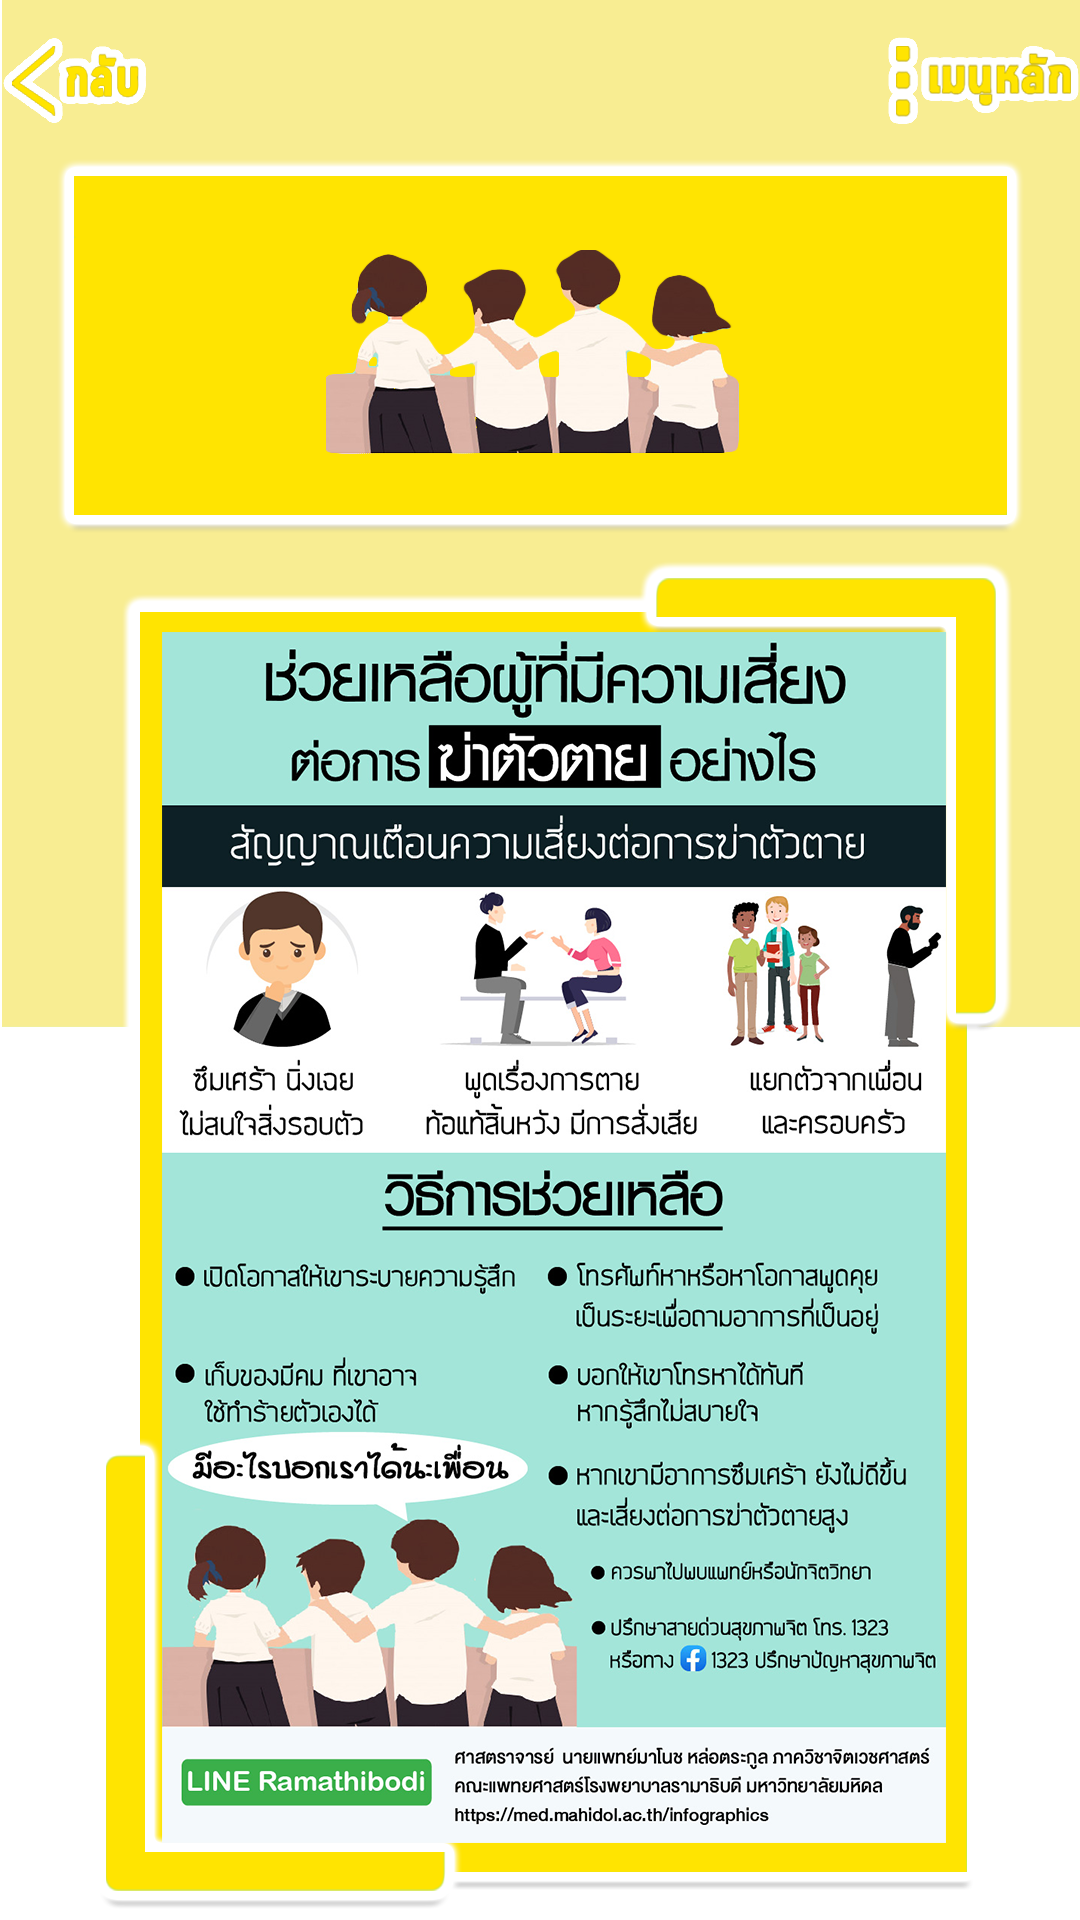 กลับ
เมนูหลัก
ช่วยเหลือผู้ที่มีความเสี่ยง
ต่อการ ฆ่าตัวตาย อย่างไร
สัญญาณเตือนความเสี่ยงต่อการฆ่าตัวตาย
ซึมเศร้า นิ่งเฉย
ไม่สนใจสิ่งรอบตัว
พูดเรื่องการตาย
ท้อแท้สิ้นหวัง มีการสั่งเสีย
แยกตัวจากเพื่อน
และครอบครัว
วิธีการช่วยเหลือ
● เปิดโอกาสให้เขาระบายความรู้สึก
● เก็บของมีคม ที่เขาอาจ
ใช้ทำร้ายตัวเองได้
มีอะไรบอกเราได้นะเพื่อน
● โทรศัพท์หาหรือหาโอกาสพูดคุย
เป็นระยะเพื่อถามอาการที่เป็นอยู่
● บอกให้เขาโทรหาได้ทันที
หากรู้สึกไม่สบายใจ
● หากเขามีอาการซึมเศร้า ยังไม่ดีขึ้น
และเสี่ยงต่อการฆ่าตัวตายสูง
● ควรพาไปพบแพทย์หรือนักจิตวิทยา
● ปรึกษาสายด่วนสุขภาพจิต โทร. 1323
หรือทาง f 1323 ปรึกษาปัญหาสุขภาพจิต
LINE Ramathibodi
ศาสตราจารย์ นายแพทย์มาโนช หล่อตระกูล ภาควิชาจิตเวชศาสตร์
คณะแพทยศาสตร์โรงพยาบาลรามาธิบดี มหาวิทยาลัยมหิดล
https://med.mahidol.ac.th/infographics